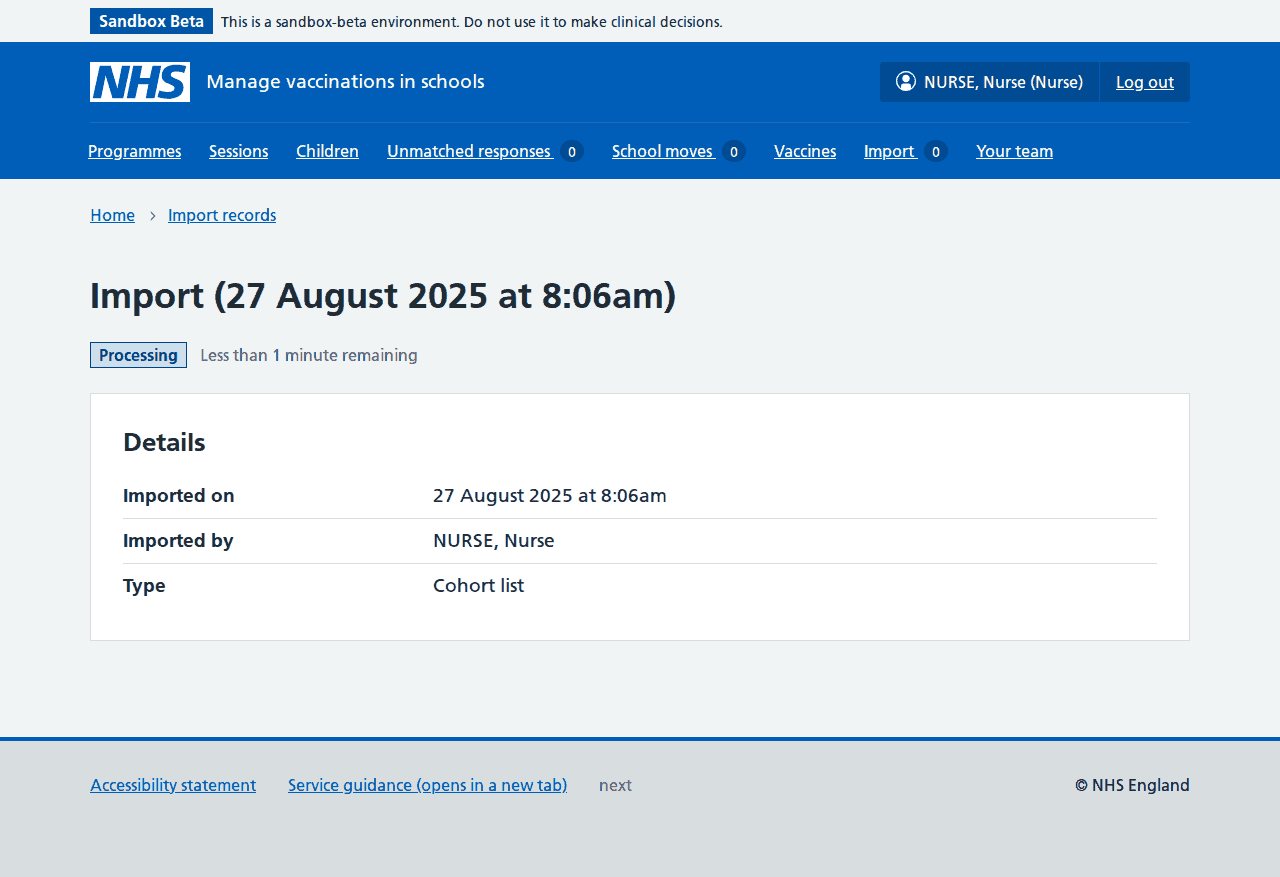 Sandbox Beta This is a sandbox-beta environment. Do not use it to make clinical decisions.
NHS Manage vaccinations in schools NURSE, Nurse (Nurse) Log out
Programmes Sessions Children Unmatched responses 0 School moves 0 Vaccines Import 0 Your team
Home Import records
Import (27 August 2025 at 8:06am)
Processing Less than 1 minute remaining
Details
Imported on 27 August 2025 at 8:06am
Imported by NURSE, Nurse
Type Cohort list
Accessibility statement Service guidance (opens in a new tab) next © NHS England